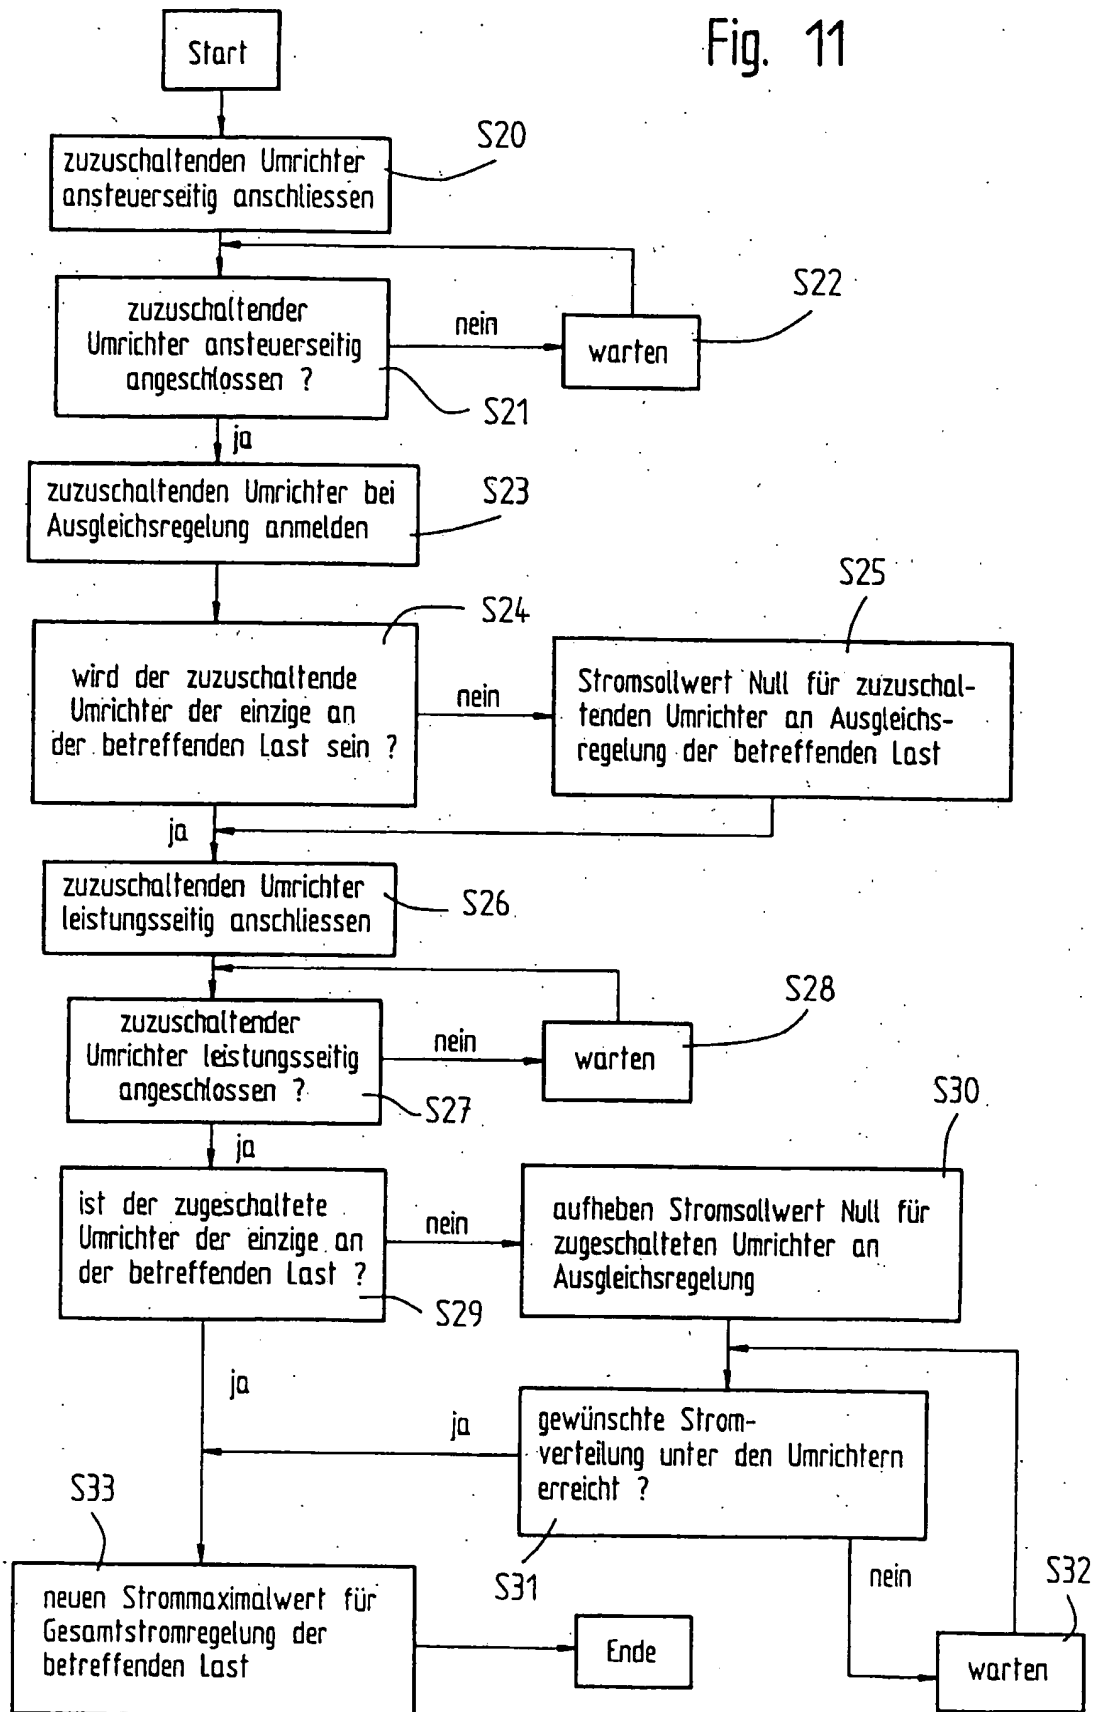 Fig. 11
Start
S20
zuzuschaltenden Umrichter
ansteuerseitig anschliessen
zuzuschaltender
Umrichter ansteuerseitig
angeschlossen ?
nein
warten
S22
S21
ja
zuzuschaltenden Umrichter bei
Ausgleichsregelung anmelden
S23
S24
wird der zuzuschaltende
Umrichter der einzige an
der betreffenden Last sein ?
nein
S25
Stromsollwert Null für zuzuschal-
tenden Umrichter an Ausgleichs-
regelung der betreffenden Last
ja
zuzuschaltenden Umrichter
leistungsseitig anschliessen
S26
zuzuschaltender
Umrichter leistungsseitig
angeschlossen ?
nein
warten
S28
S27
ja
ist der zugeschaltete
Umrichter der einzige an
der betreffenden Last ?
nein
S29
S30
aufheben Stromsollwert Null für
zugeschalteten Umrichter an
Ausgleichsregelung
ja
ja
gewünschte Strom-
verteilung unter den Umrichtern
erreicht ?
S31
nein
S32
warten
S33
neuen Strommaximalwert für
Gesamtstromregelung der
betreffenden Last
Ende